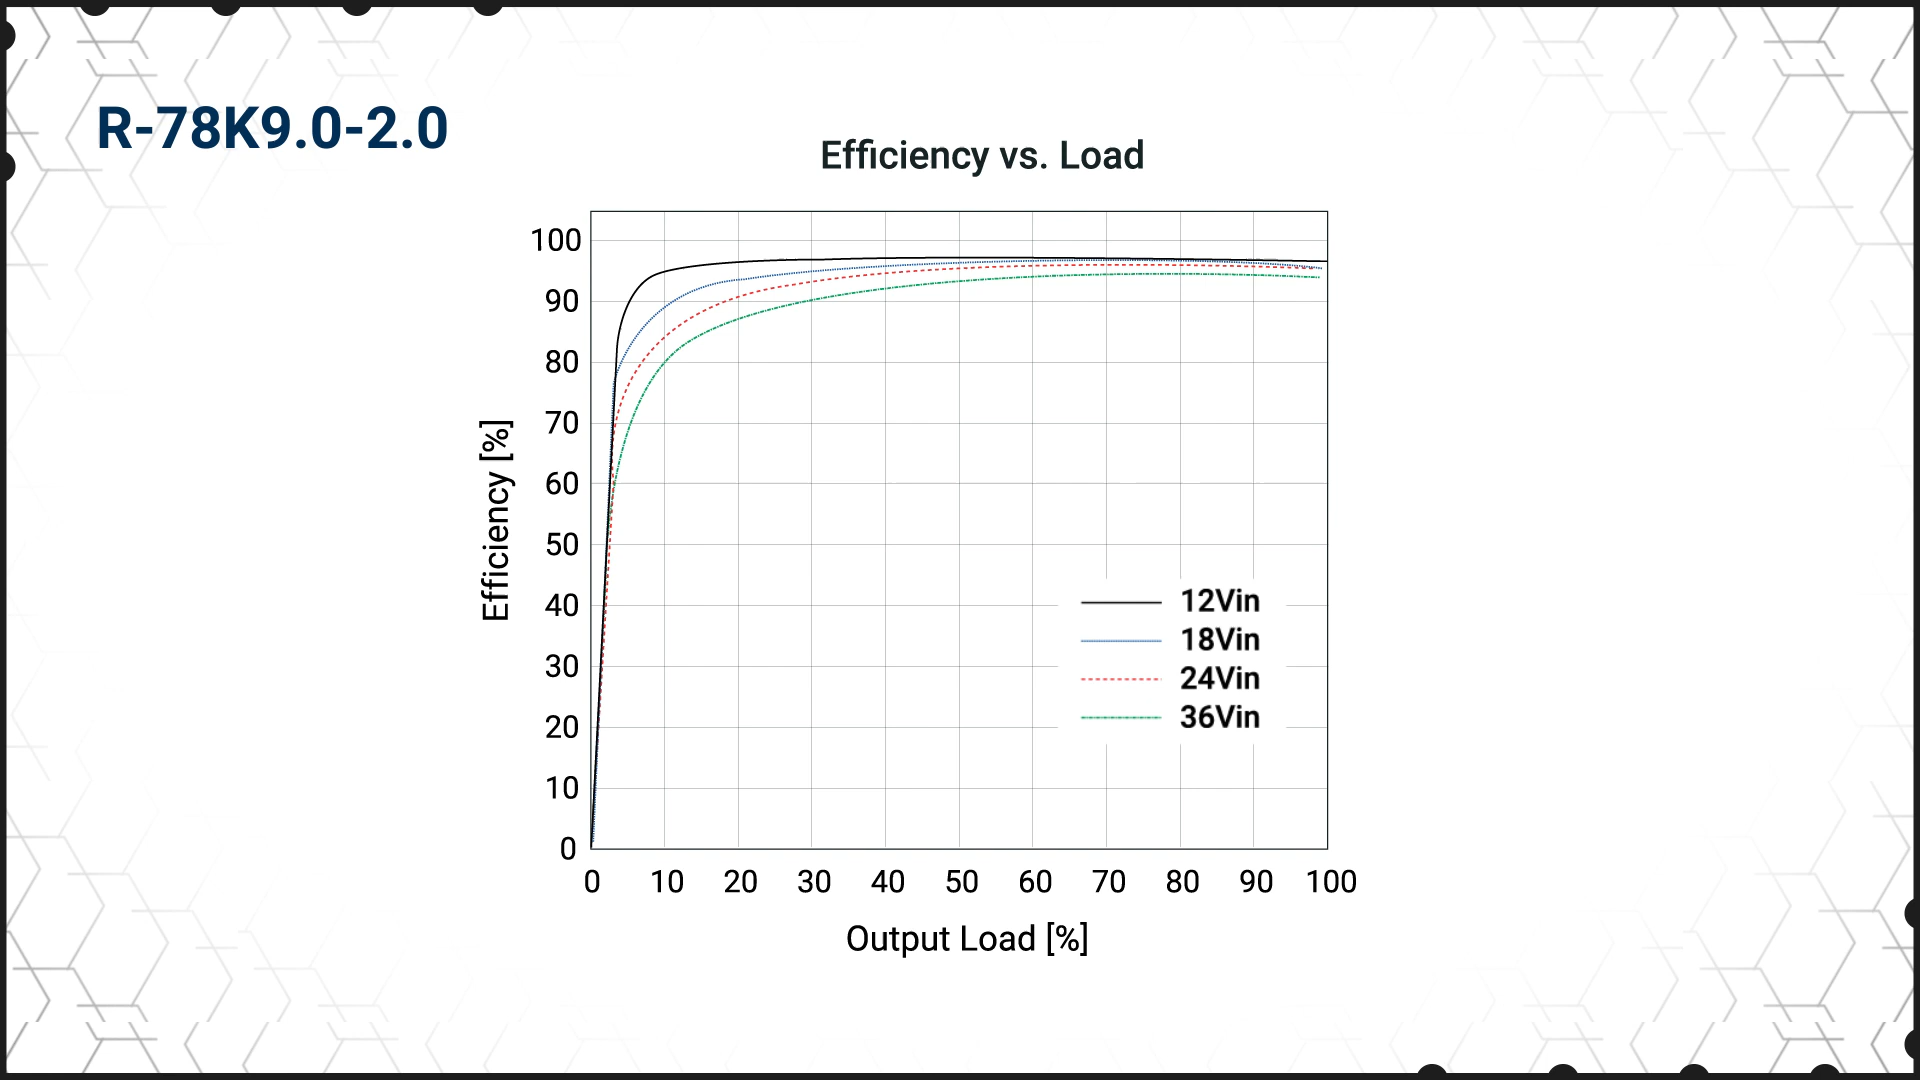 R-78K9.0-2.0
Efficiency vs. Load
Efficiency [%]
100
90
80
70
60
50
40
30
20
10
0
12Vin
18Vin
24Vin
36Vin
0 10 20 30 40 50 60 70 80 90 100
Output Load [%]